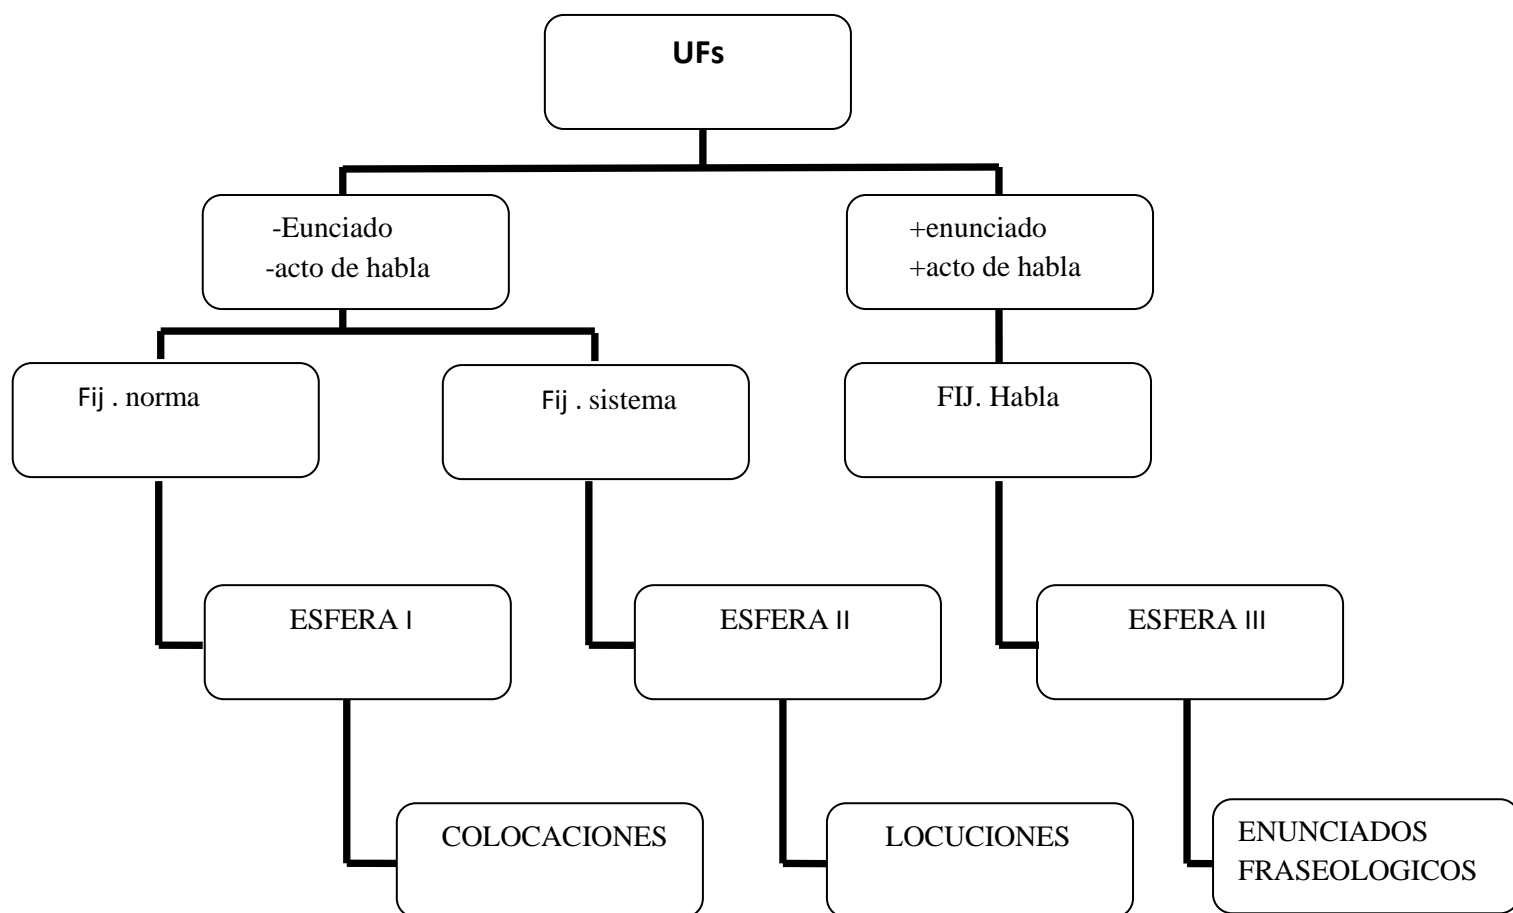 UFs
-Eunciado
-acto de habla
+enunciado
+acto de habla
Fij . norma
Fij . sistema
FIJ. Habla
ESFERA I
ESFERA II
ESFERA III
COLOCACIONES
LOCUCIONES
ENUNCIADOS
FRASEOLOGICOS